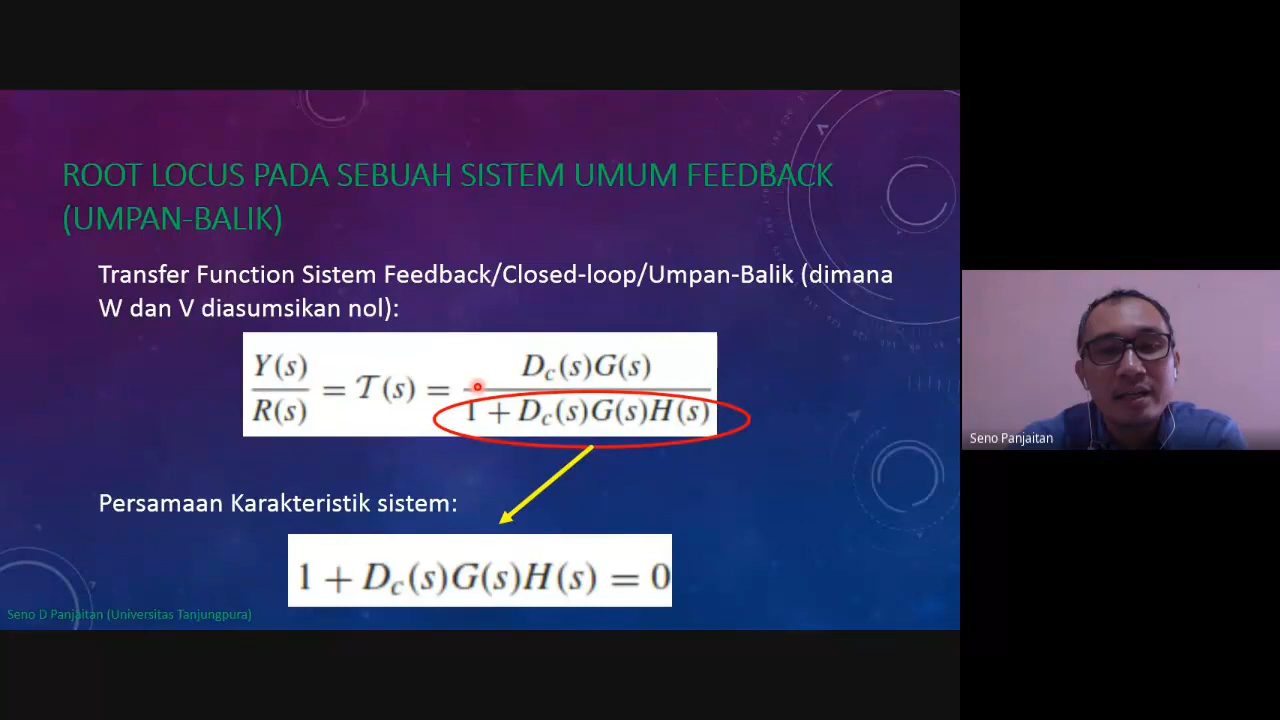 ROOT LOCUS PADA SEBUAH SISTEM UMUM FEEDBACK
(UMPAN-BALIK)
Transfer Function Sistem Feedback/Closed-loop/Umpan-Balik (dimana
W dan V diasumsikan nol):
Y(s)/R(s) = T(s) = D_c(s)G(s)/(1 + D_c(s)G(s)H(s))
Persamaan Karakteristik sistem:
1 + D_c(s)G(s)H(s) = 0
Seno D Panjaitan (Universitas Tanjungpura)
Seno Panjaitan